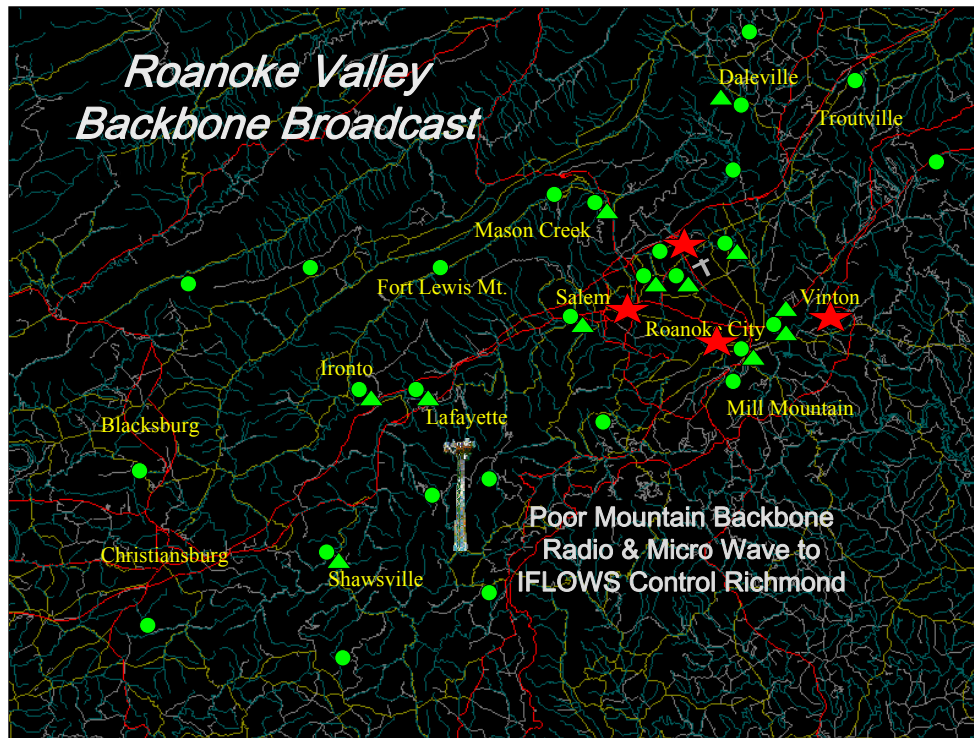 Roanoke Valley
Backbone Broadcast
Daleville
Troutville
Mason Creek
Fort Lewis Mt.
Salem
Vinton
Roanoke City
Ironto
Lafayette
Mill Mountain
Blacksburg
Poor Mountain Backbone
Radio & Micro Wave to
IFLOWS Control Richmond
Christiansburg
Shawsville